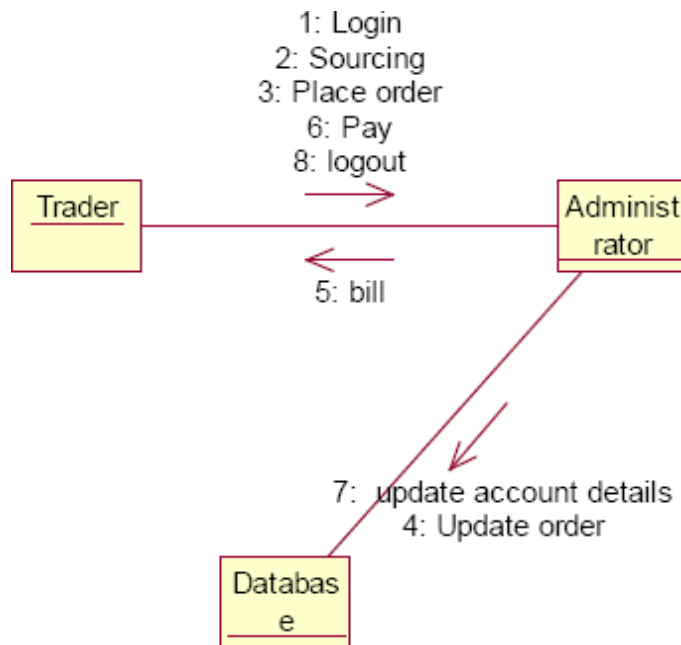 1: Login
2: Sourcing
3: Place order
6: Pay
8: logout
Trader
Administ
rator
5: bill
7: update account details
4: Update order
Databas
e